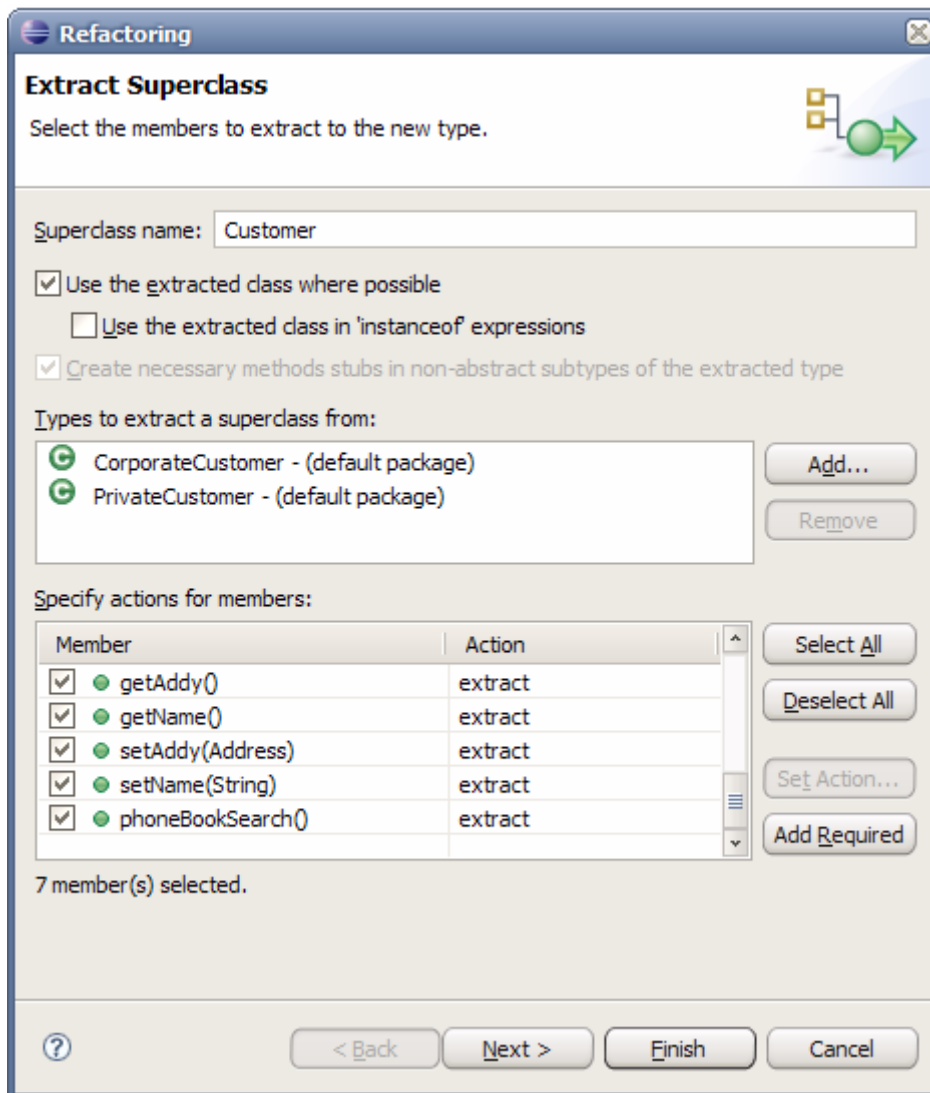 Refactoring
Extract Superclass
Select the members to extract to the new type.
Superclass name: Customer
Use the extracted class where possible
Use the extracted class in 'instanceof' expressions
Create necessary methods stubs in non-abstract subtypes of the extracted type
Types to extract a superclass from:
CorporateCustomer - (default package)
PrivateCustomer - (default package)
Add...
Remove
Specify actions for members:
Member Action
getAddy() extract
getName() extract
setAddy(Address) extract
setName(String) extract
phoneBookSearch() extract
Select All
Deselect All
Set Action...
Add Required
7 member(s) selected.
? < Back Next > Finish Cancel